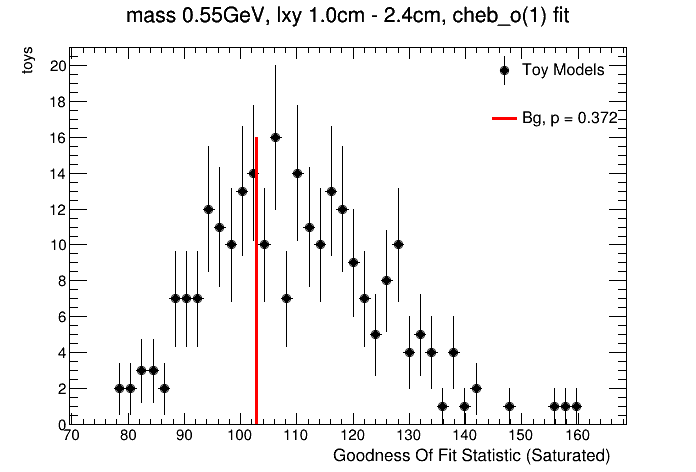 mass 0.55GeV, lxy 1.0cm - 2.4cm, cheb_o(1) fit
toys
20
18
16
14
12
10
8
6
4
2
0
Toy Models
Bg, p = 0.372
70 80 90 100 110 120 130 140 150 160
Goodness Of Fit Statistic (Saturated)